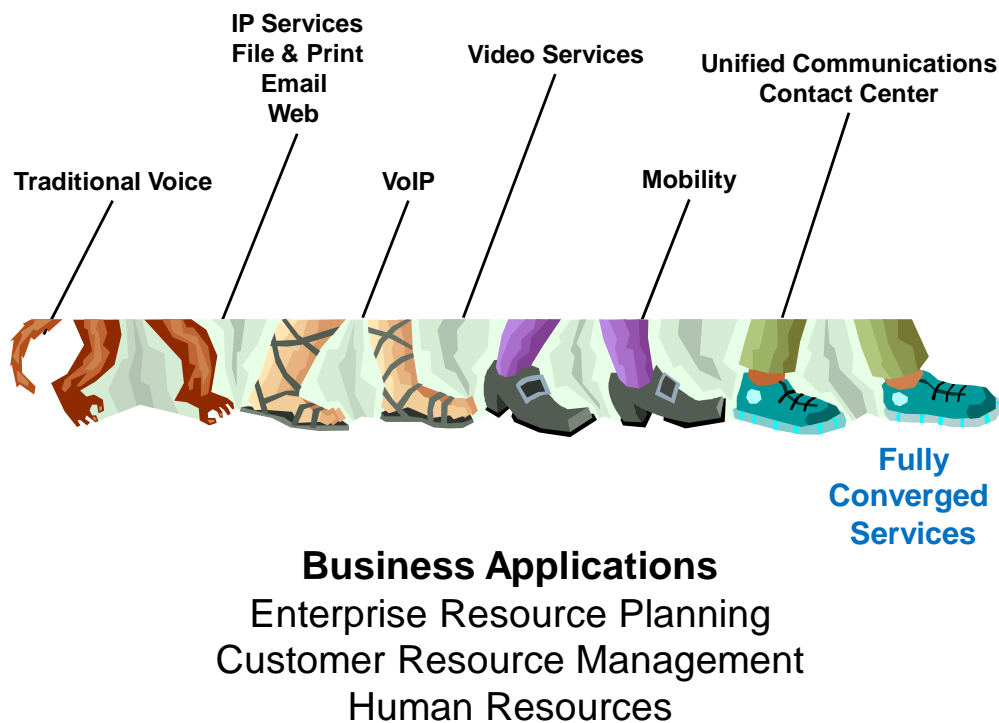 IP Services
File & Print
Email
Web
Video Services
Unified Communications
Contact Center
Traditional Voice
VoIP
Mobility
Fully
Converged
Services
Business Applications
Enterprise Resource Planning
Customer Resource Management
Human Resources